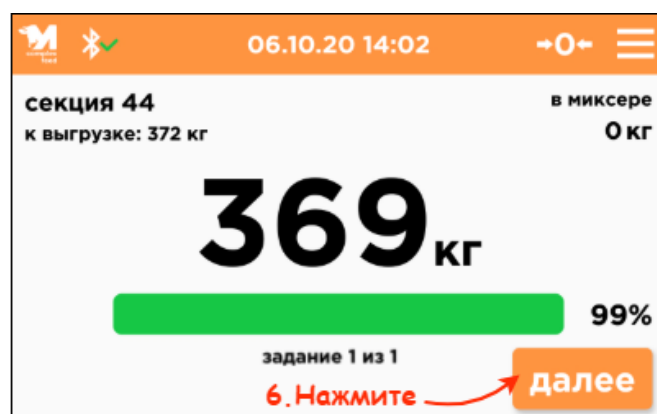 06.10.20 14:02
→0←
секция 44
в миксере
к выгрузке: 372 кг
0 кг
369 кг
99%
задание 1 из 1
6. Нажмите
далее